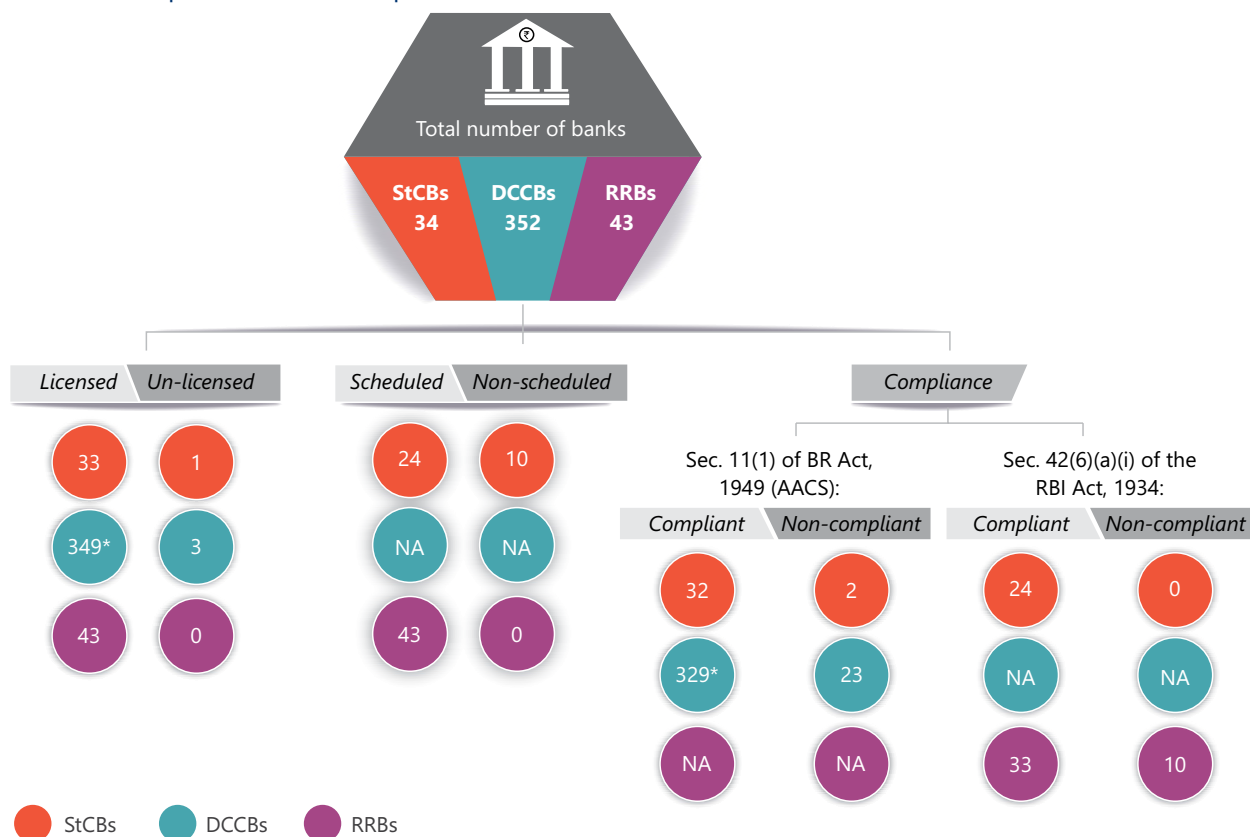 ₹
Total number of banks
StCBs DCCBs RRBs
34 352 43
Licensed Un-licensed Scheduled Non-scheduled Compliance
33 1 24 10
349* 3 NA NA
43 0 43 0
Sec. 11(1) of BR Act,
1949 (AACS):
Sec. 42(6)(a)(i) of the
RBI Act, 1934:
Compliant Non-compliant Compliant Non-compliant
32 2 24 0
329* 23 NA NA
NA NA 33 10
StCBs DCCBs RRBs